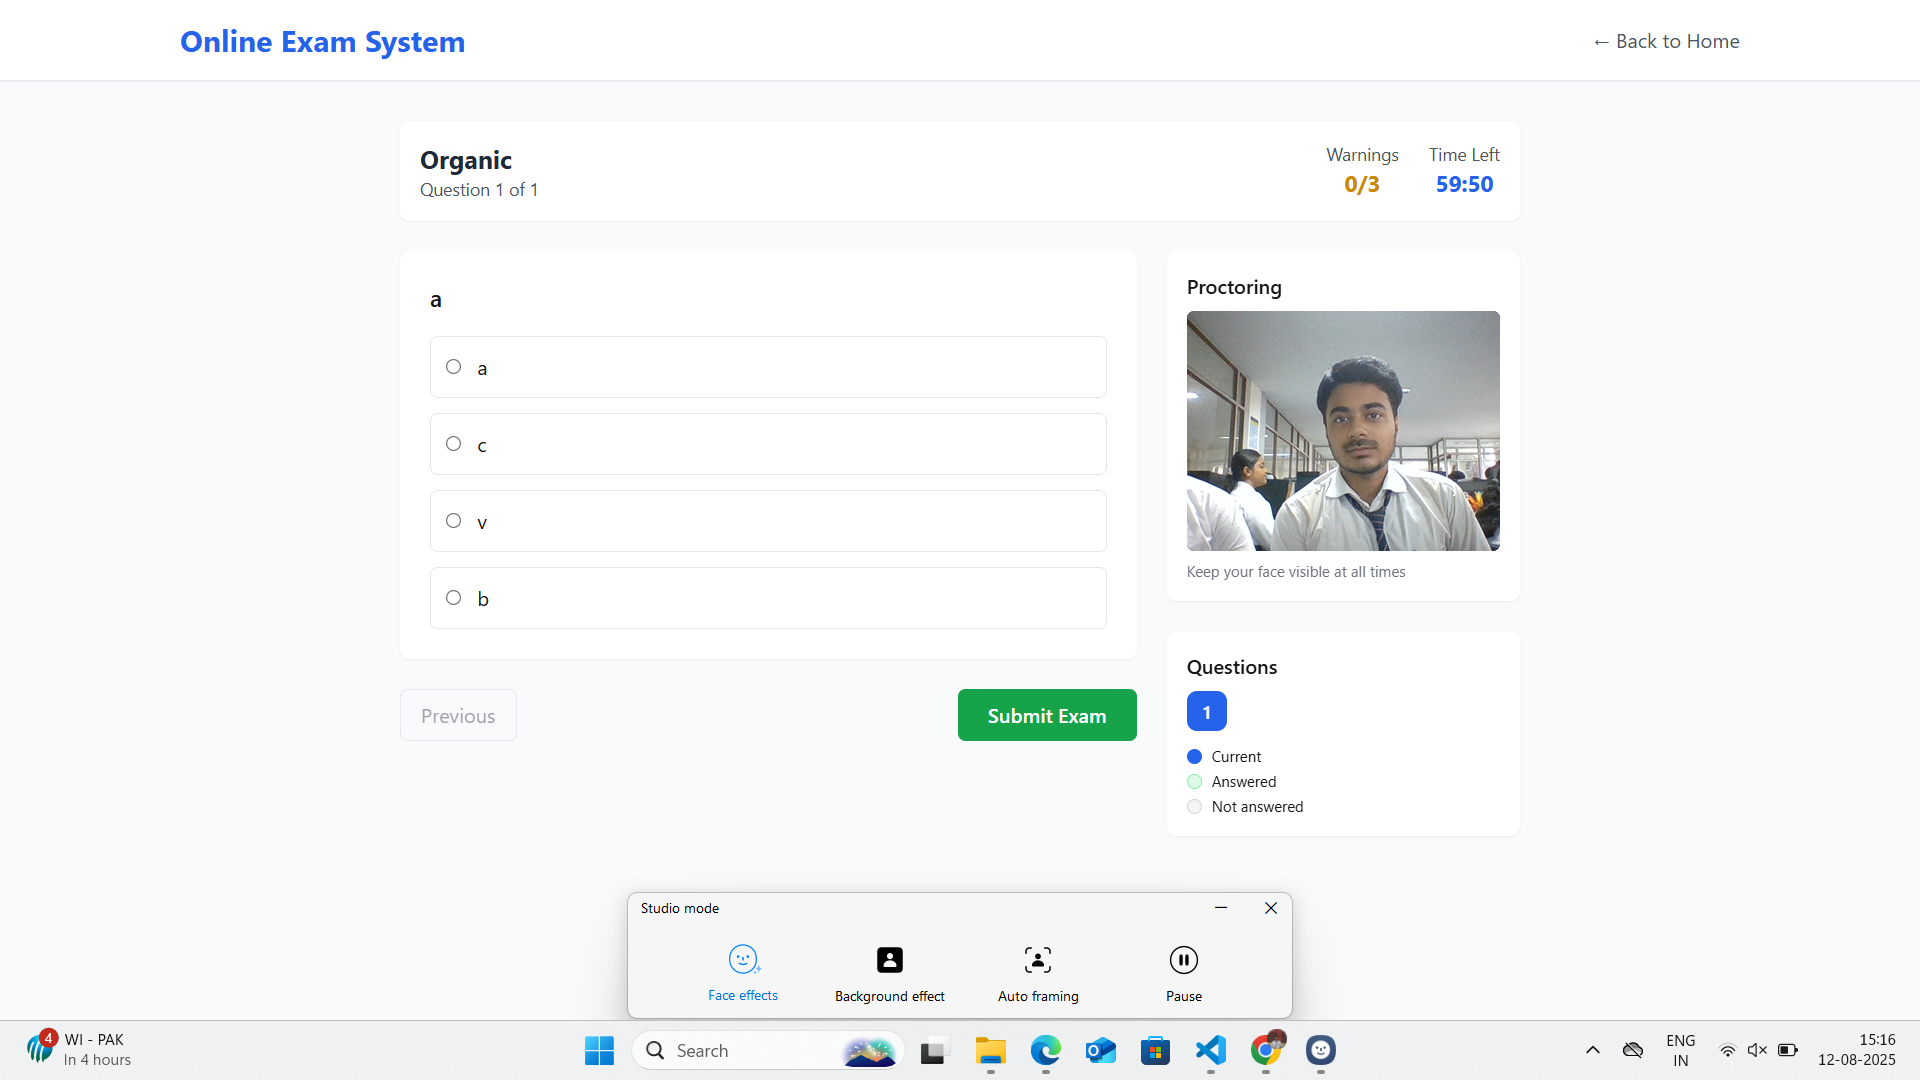 Online Exam System
← Back to Home
Organic
Question 1 of 1
Warnings
0/3
Time Left
59:50
a
a
c
v
b
Previous
Submit Exam
Proctoring
Keep your face visible at all times
Questions
1
Current
Answered
Not answered
Studio mode
Face effects
Background effect
Auto framing
Pause
4
WI - PAK
In 4 hours
Search
ENG
IN
15:16
12-08-2025